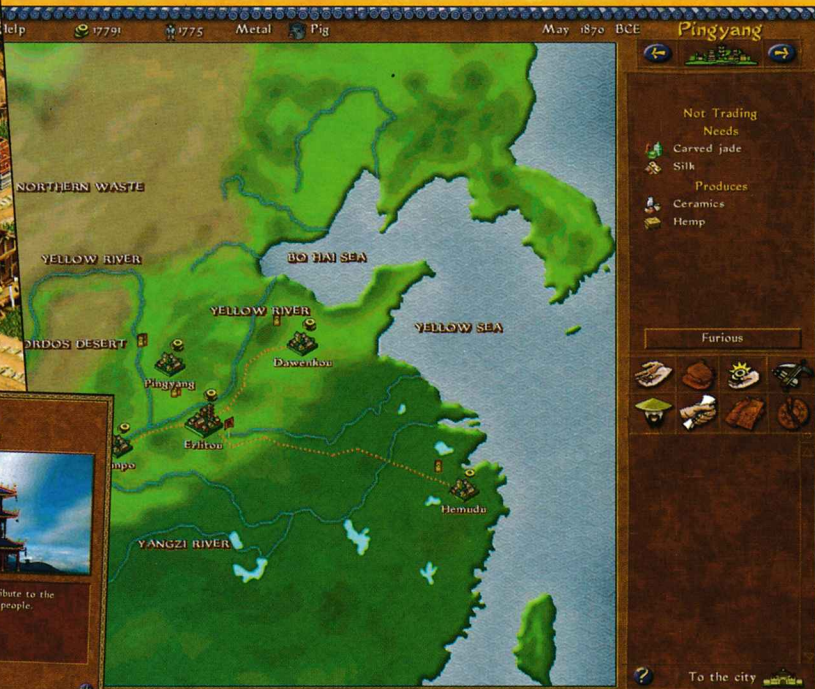 Help 17791 1775 Metal Pig May 1870 BCE Pingyang
Not Trading
Needs
Carved jade
Silk
Produces
Ceramics
Hemp
Furious
NORTHERN WASTE
YELLOW RIVER
BO HAI SEA
YELLOW RIVER
YELLOW SEA
ORDOS DESERT
Dawenkou
Pingyang
Erlitou
npo
Hemudu
YANGZI RIVER
ibute to the
people.
? To the city